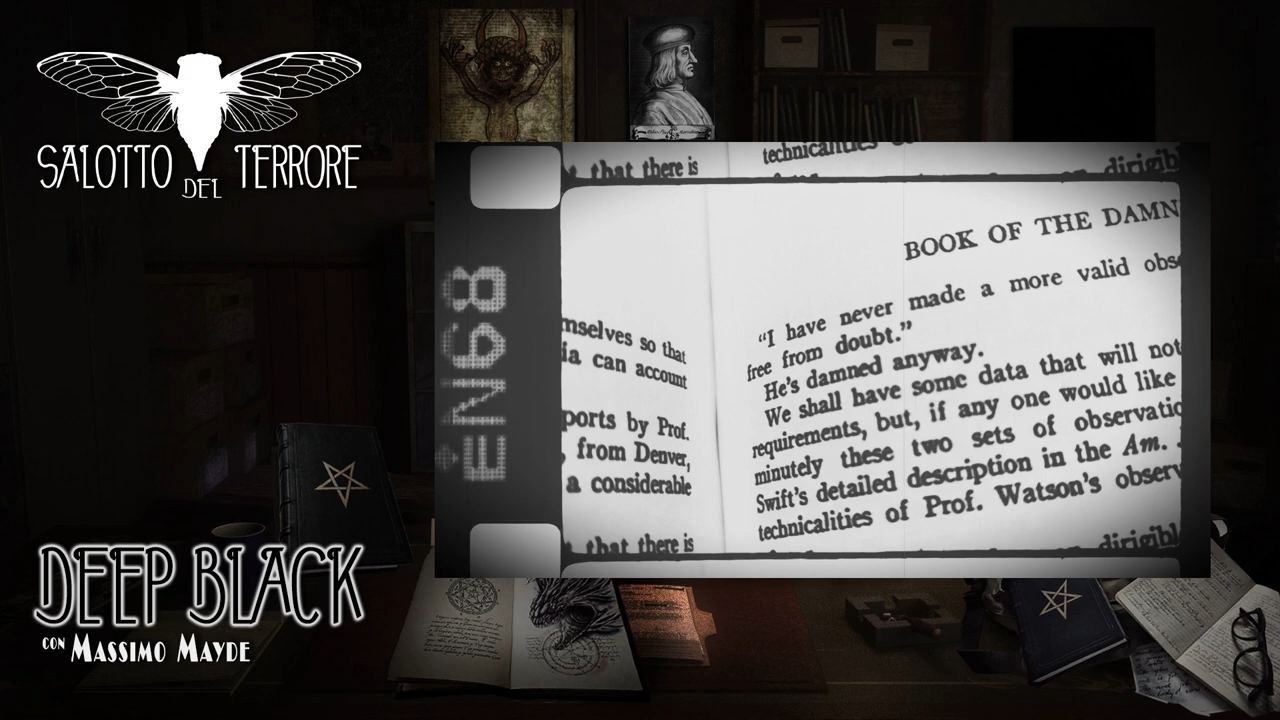 SALOTTO DEL TERRORE
DEEP BLACK
CON MASSIMO MAYDE
EN68
technicalities
t that there is
dirigib
BOOK OF THE DAMN
mselves so that
ia can account
ports by Prof.
, from Denver,
a considerable
t that there is
"I have never made a more valid obse
free from doubt."
He's damned anyway.
We shall have some data that will not
requirements, but, if any one would like
minutely these two sets of observatio
Swift's detailed description in the Am. J
technicalities of Prof. Watson's observ
dirigibl